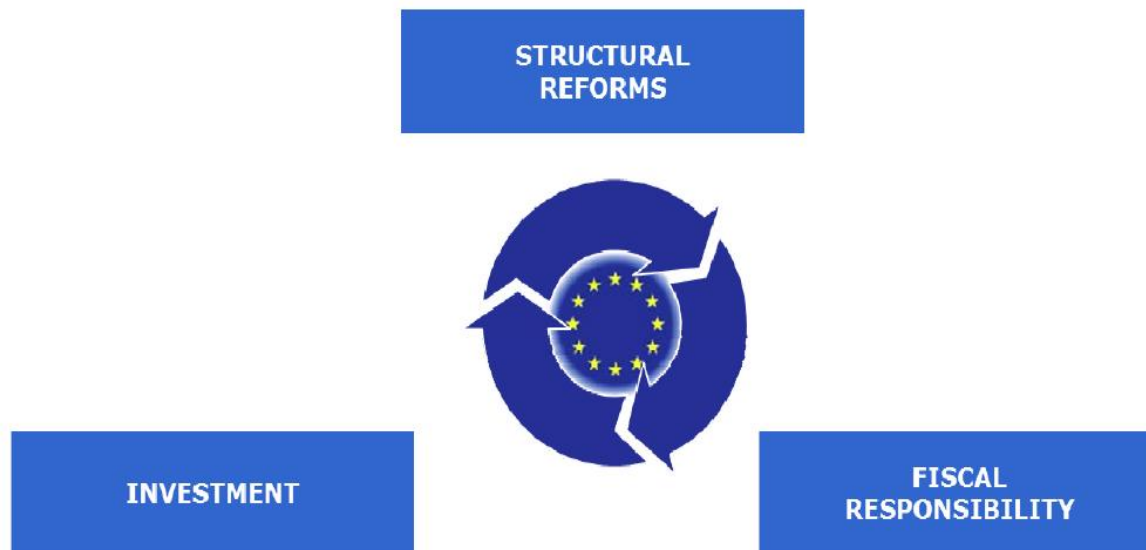 STRUCTURAL
REFORMS
INVESTMENT
FISCAL
RESPONSIBILITY